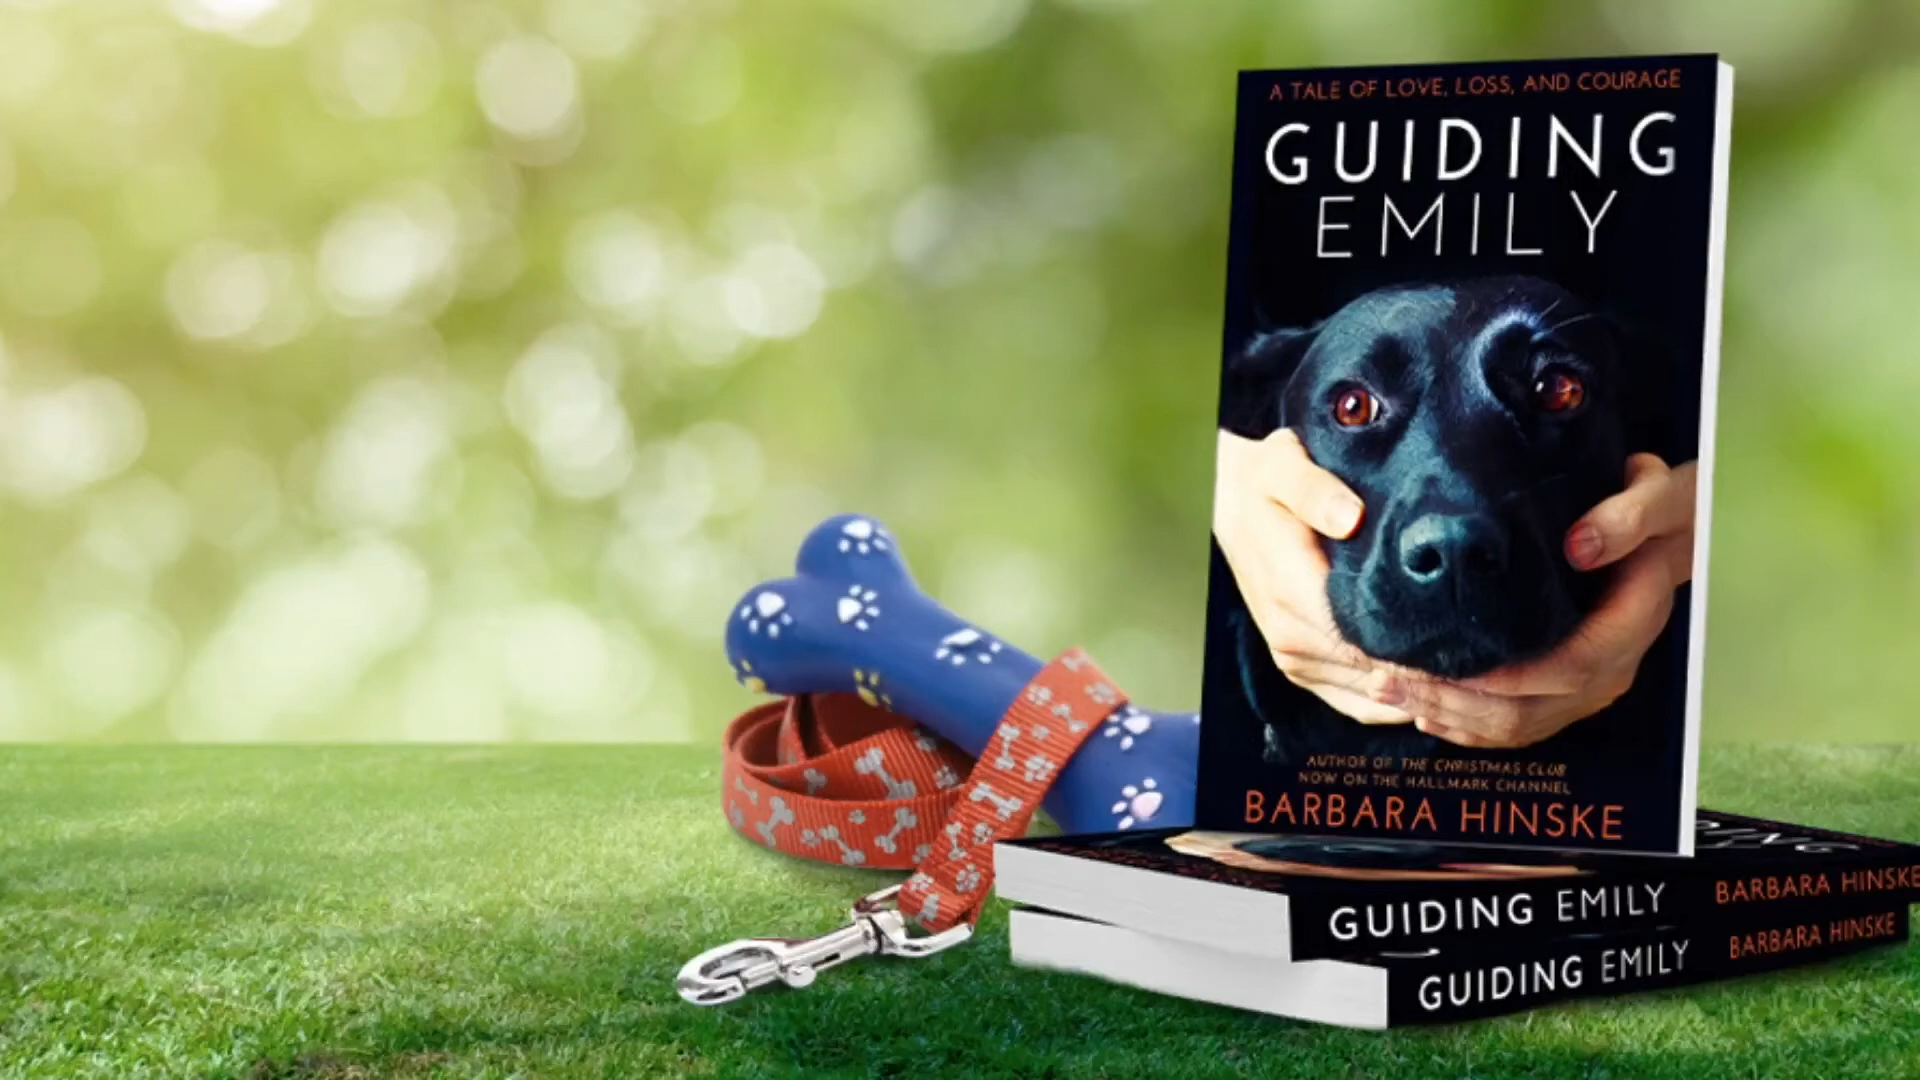 A TALE OF LOVE, LOSS, AND COURAGE
GUIDING
EMILY
AUTHOR OF THE CHRISTMAS CLUB
NOW ON THE HALLMARK CHANNEL
BARBARA HINSKE
GUIDING EMILY BARBARA HINSKE
GUIDING EMILY BARBARA HINSKE